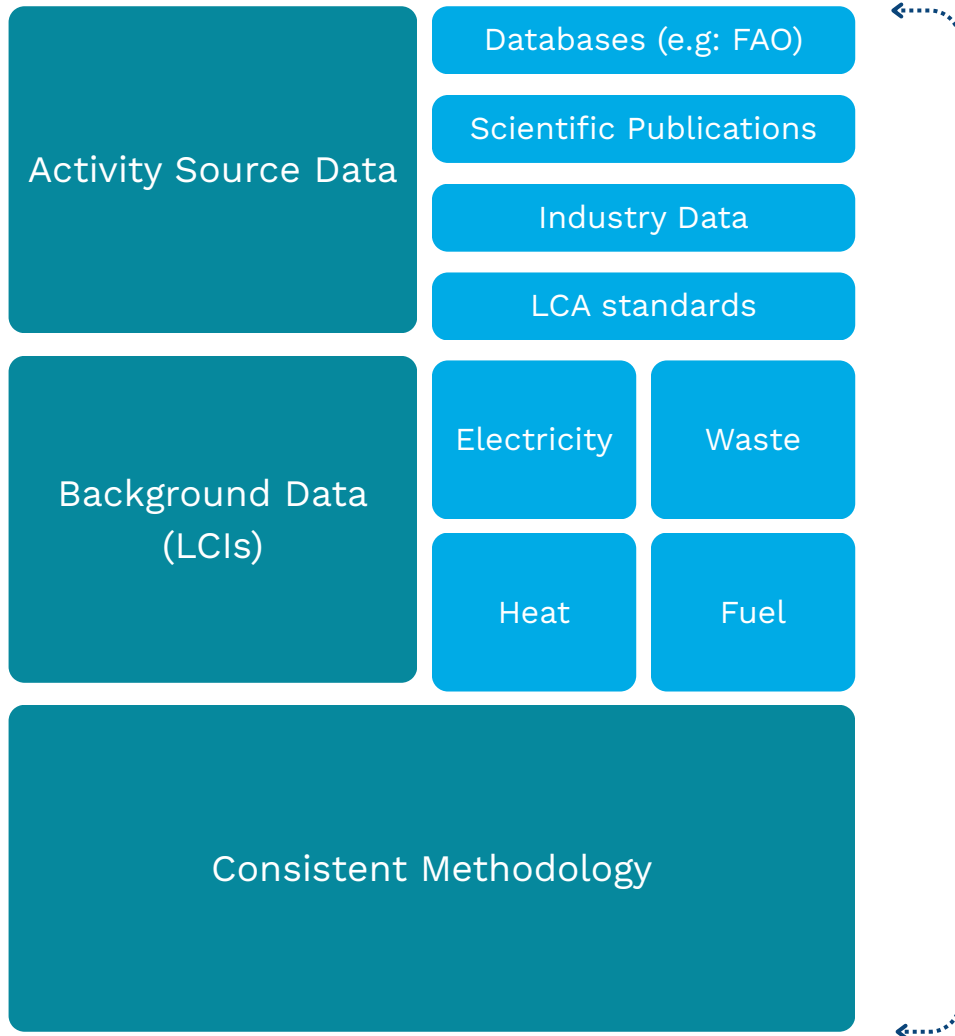 Activity Source Data
Databases (e.g: FAO)
Scientific Publications
Industry Data
LCA standards
Background Data
(LCIs)
Electricity
Waste
Heat
Fuel
Consistent Methodology